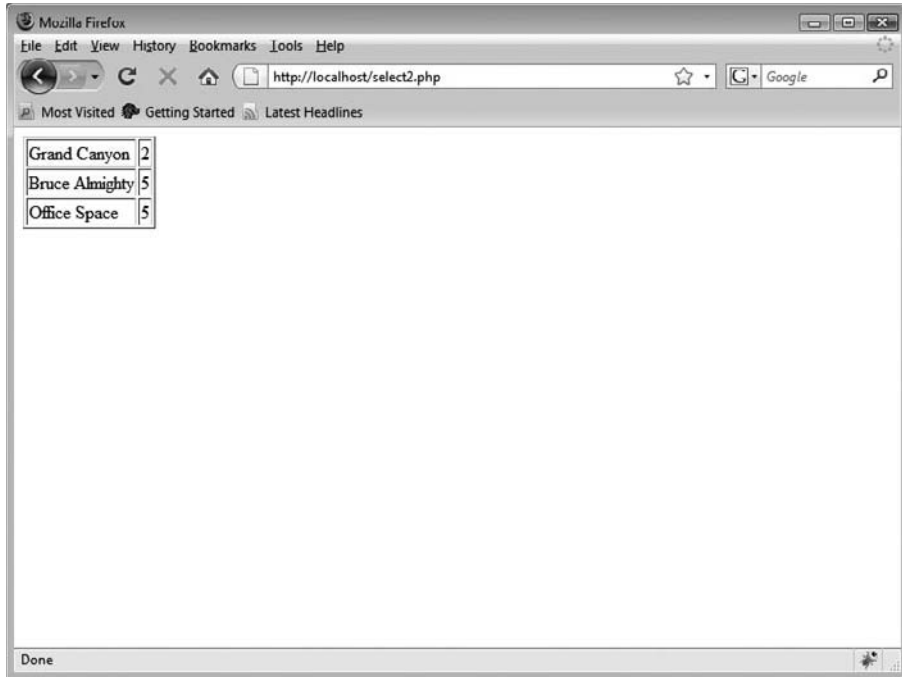 Mozilla Firefox
File Edit View History Bookmarks Tools Help
http://localhost/select2.php
G Google
Most Visited Getting Started Latest Headlines
Grand Canyon 2
Bruce Almighty 5
Office Space 5
Done